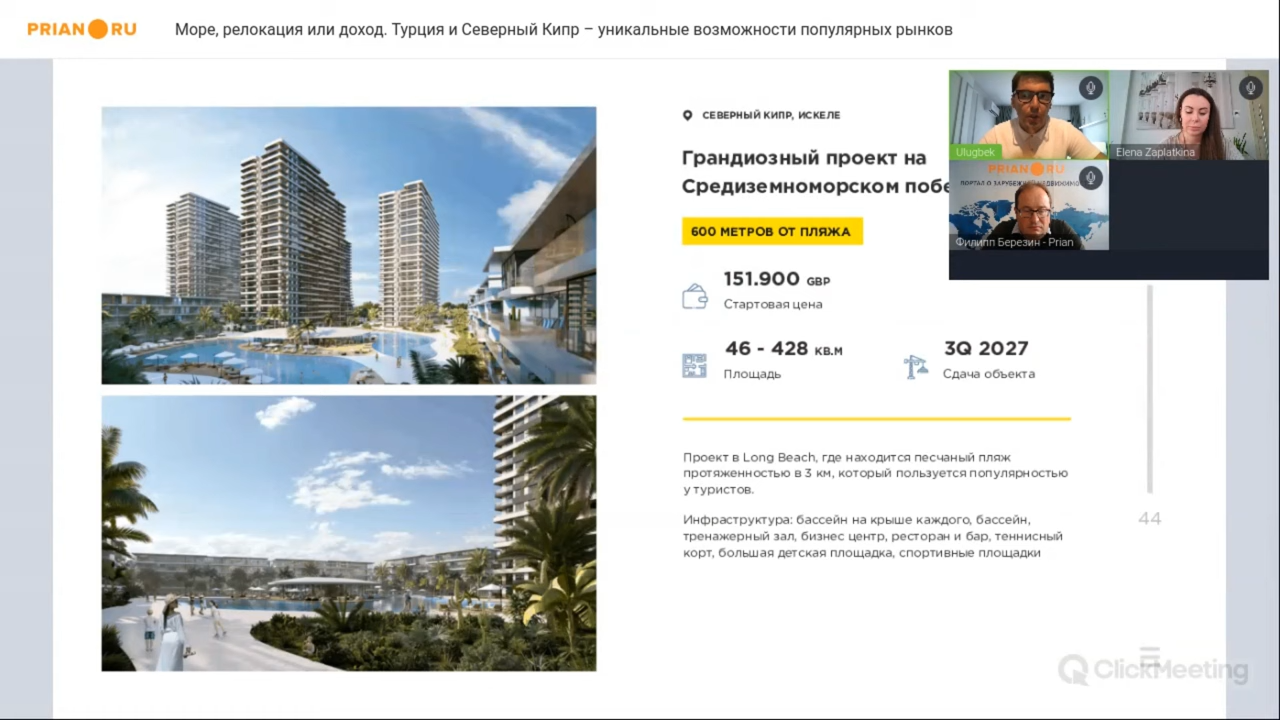 PRIAN RU
Море, релокация или доход. Турция и Северный Кипр – уникальные возможности популярных рынков
СЕВЕРНЫЙ КИПР, ИСКЕЛЕ
Грандиозный проект на
Средиземноморском побе
600 МЕТРОВ ОТ ПЛЯЖА
151.900 GBP
Стартовая цена
46 - 428 КВ.М
Площадь
3Q 2027
Сдача объекта
Проект в Long Beach, где находится песчаный пляж
протяженностью в 3 км, который пользуется популярностью
у туристов.
Инфраструктура: бассейн на крыше каждого, бассейн,
тренажерный зал, бизнес центр, ресторан и бар, теннисный
корт, большая детская площадка, спортивные площадки
Ulugbek
Elena Zaplatkina
PRIAN RU
ПОРТАЛ О ЗАРУБЕЖ
Филипп Березин - Prian
44
ClickMeeting